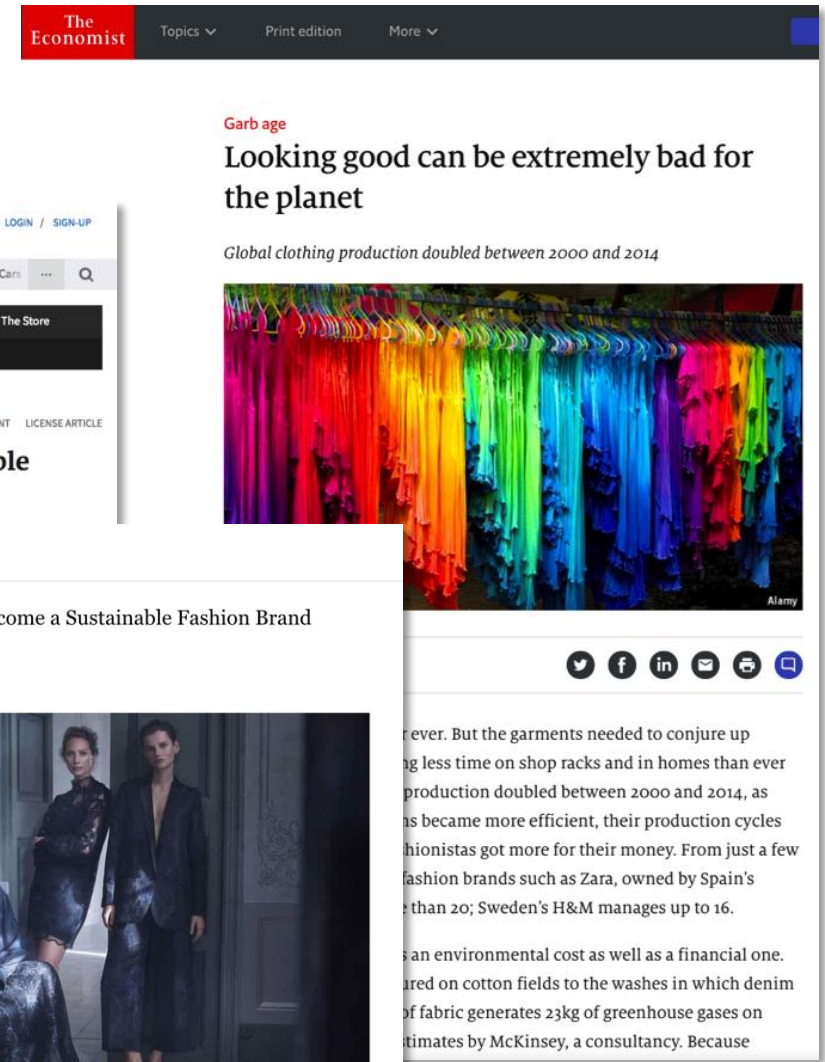 The
Economist
Topics
Print edition
More
Garb age
Looking good can be extremely bad for
the planet
Global clothing production doubled between 2000 and 2014
Alamy
LOGIN / SIGN-UP
Cars ...
The Store
LICENSE ARTICLE
come a Sustainable Fashion Brand
ever. But the garments needed to conjure up
less time on shop racks and in homes than ever
production doubled between 2000 and 2014, as
became more efficient, their production cycles
got more for their money. From just a few
fashion brands such as Zara, owned by Spain's
than 20; Sweden's H&M manages up to 16.
an environmental cost as well as a financial one.
on cotton fields to the washes in which denim
of fabric generates 23kg of greenhouse gases on
by McKinsey, a consultancy. Because